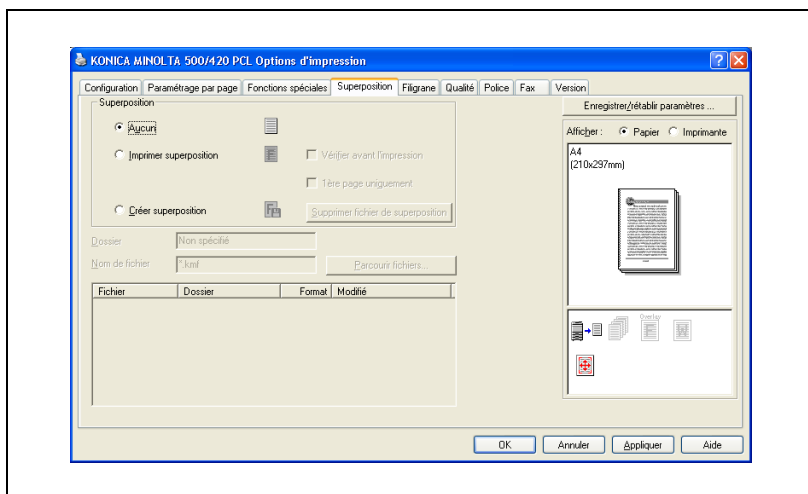 KONICA MINOLTA 500/420 PCL Options d'impression
Configuration Paramétrage par page Fonctions spéciales Superposition Filigrane Qualité Police Fax Version
Superposition
Aucun
Imprimer superposition
Vérifier avant l'impression
1ère page uniquement
Créer superposition
Supprimer fichier de superposition
Dossier
Non spécifié
Nom de fichier
*.kmf
Parcourir fichiers...
Fichier Dossier Format Modifié
Enregistrer/rétablir paramètres ...
Afficher : Papier Imprimante
A4
(210x297mm)
Overlay
OK Annuler Appliquer Aide